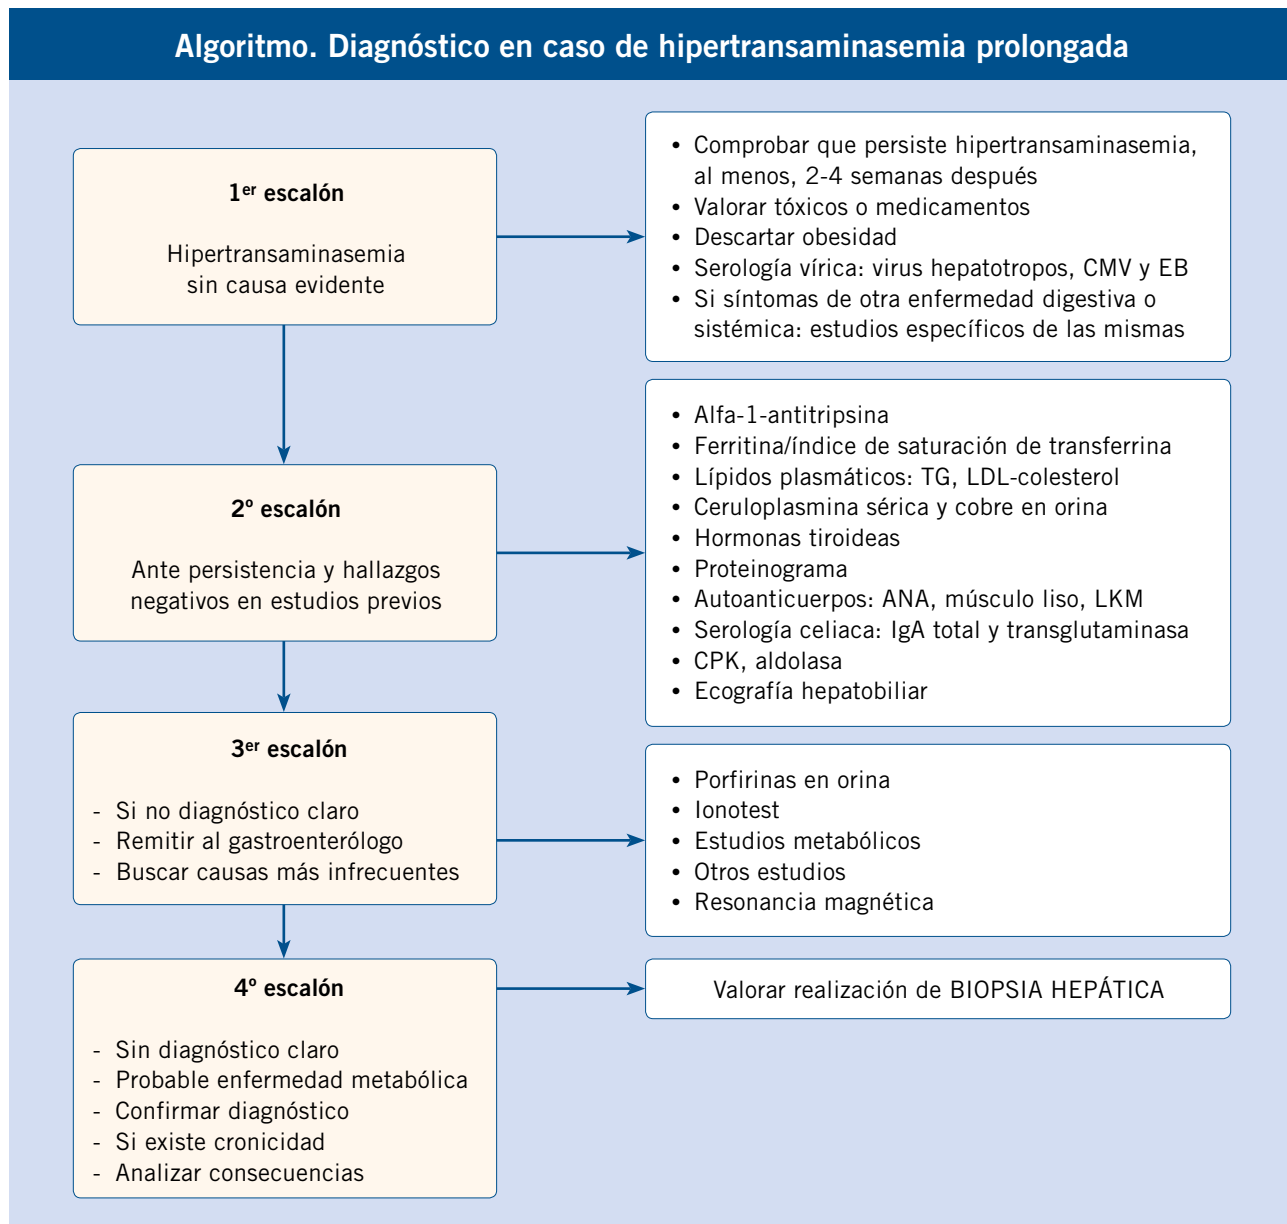 Algoritmo. Diagnóstico en caso de hipertransaminasemia prolongada
1er escalón
Hipertransaminasemia
sin causa evidente
• Comprobar que persiste hipertransaminasemia,
al menos, 2-4 semanas después
• Valorar tóxicos o medicamentos
• Descartar obesidad
• Serología vírica: virus hepatotropos, CMV y EB
• Si síntomas de otra enfermedad digestiva o
sistémica: estudios específicos de las mismas
2º escalón
Ante persistencia y hallazgos
negativos en estudios previos
• Alfa-1-antitripsina
• Ferritina/índice de saturación de transferrina
• Lípidos plasmáticos: TG, LDL-colesterol
• Ceruloplasmina sérica y cobre en orina
• Hormonas tiroideas
• Proteinograma
• Autoanticuerpos: ANA, músculo liso, LKM
• Serología celiaca: IgA total y transglutaminasa
• CPK, aldolasa
• Ecografía hepatobiliar
3er escalón
- Si no diagnóstico claro
- Remitir al gastroenterólogo
- Buscar causas más infrecuentes
• Porfirinas en orina
• Ionotest
• Estudios metabólicos
• Otros estudios
• Resonancia magnética
4º escalón
- Sin diagnóstico claro
- Probable enfermedad metabólica
- Confirmar diagnóstico
- Si existe cronicidad
- Analizar consecuencias
Valorar realización de BIOPSIA HEPÁTICA